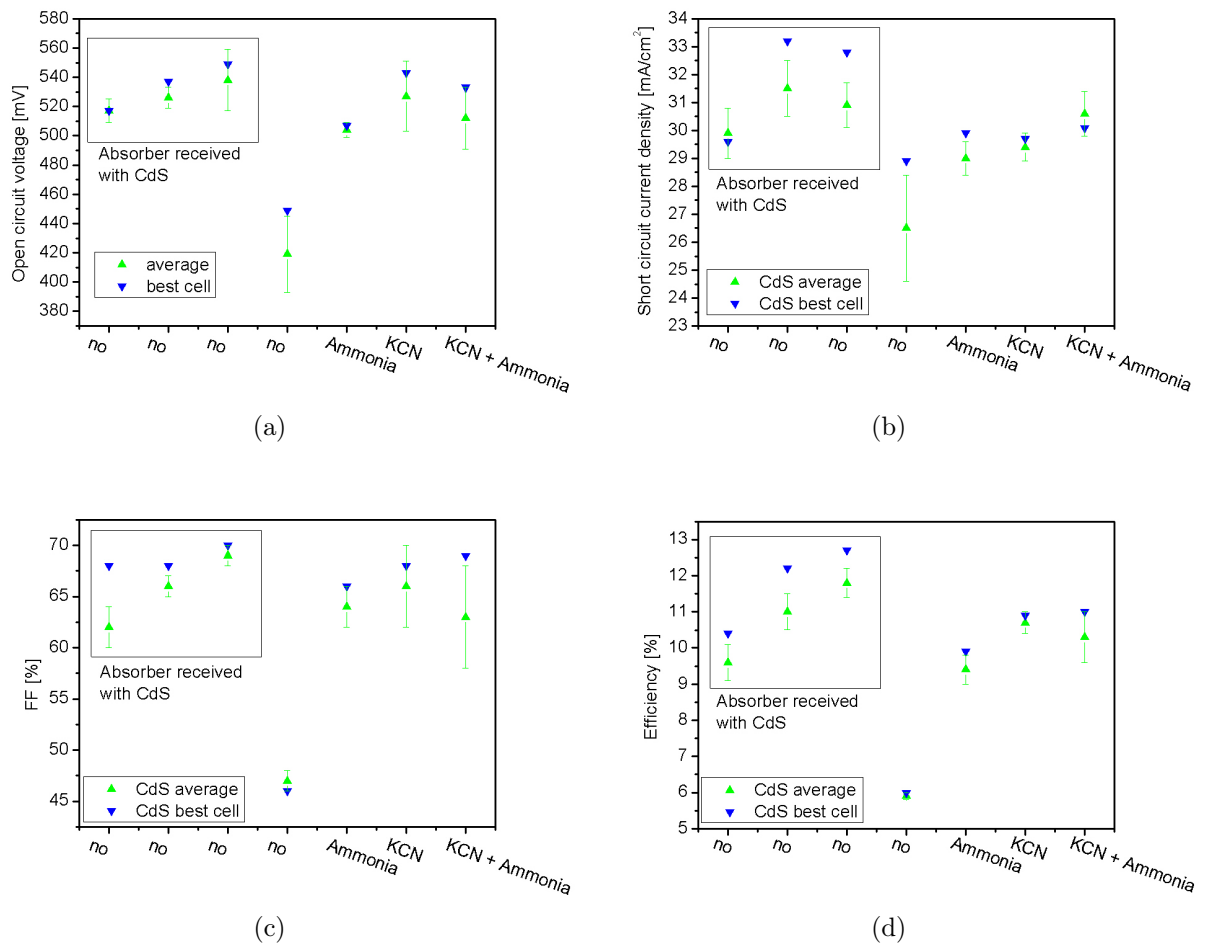 580
560
540
520
500
480
460
440
420
400
380
Open circuit voltage [mV]
Absorber received
with CdS
average
best cell
no
no
no
no
Ammonia
KCN
KCN + Ammonia
(a)
34
33
32
31
30
29
28
27
26
25
24
23
Short circuit current density [mA/cm²]
Absorber received
with CdS
CdS average
CdS best cell
no
no
no
no
Ammonia
KCN
KCN + Ammonia
(b)
70
65
60
55
50
45
FF [%]
Absorber received
with CdS
CdS average
CdS best cell
no
no
no
no
Ammonia
KCN
KCN + Ammonia
(c)
13
12
11
10
9
8
7
6
5
Efficiency [%]
Absorber received
with CdS
CdS average
CdS best cell
no
no
no
no
Ammonia
KCN
KCN + Ammonia
(d)